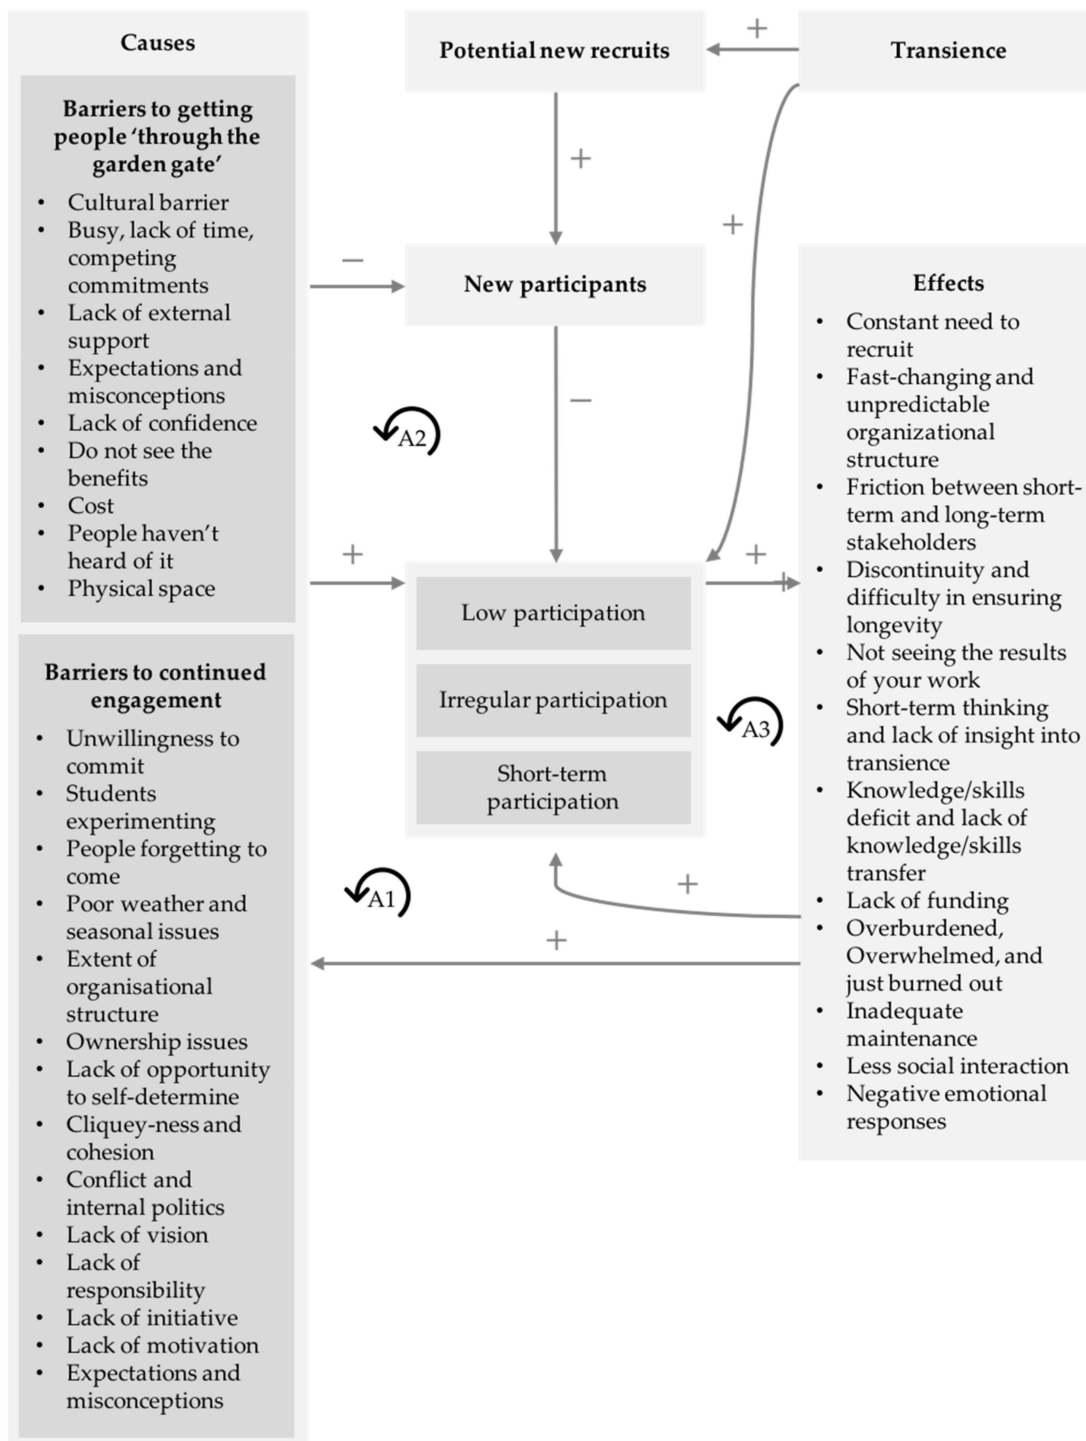 Causes
Barriers to getting
people ‘through the
garden gate’
• Cultural barrier
• Busy, lack of time,
competing
commitments
• Lack of external
support
• Expectations and
misconceptions
• Lack of confidence
• Do not see the
benefits
• Cost
• People haven’t
heard of it
• Physical space
Barriers to continued
engagement
• Unwillingness to
commit
• Students
experimenting
• People forgetting to
come
• Poor weather and
seasonal issues
• Extent of
organisational
structure
• Ownership issues
• Lack of opportunity
to self-determine
• Cliquey-ness and
cohesion
• Conflict and
internal politics
• Lack of vision
• Lack of
responsibility
• Lack of initiative
• Lack of motivation
• Expectations and
misconceptions
Potential new recruits
+
+
New participants
−
−
A2
+
Low participation
Irregular participation
Short-term
participation
A1
Transience
+
+
+
A3
+
+
Effects
• Constant need to
recruit
• Fast-changing and
unpredictable
organizational
structure
• Friction between short-
term and long-term
stakeholders
• Discontinuity and
difficulty in ensuring
longevity
• Not seeing the results
of your work
• Short-term thinking
and lack of insight into
transience
• Knowledge/skills
deficit and lack of
knowledge/skills
transfer
• Lack of funding
• Overburdened,
Overwhelmed, and
just burned out
• Inadequate
maintenance
• Less social interaction
• Negative emotional
responses